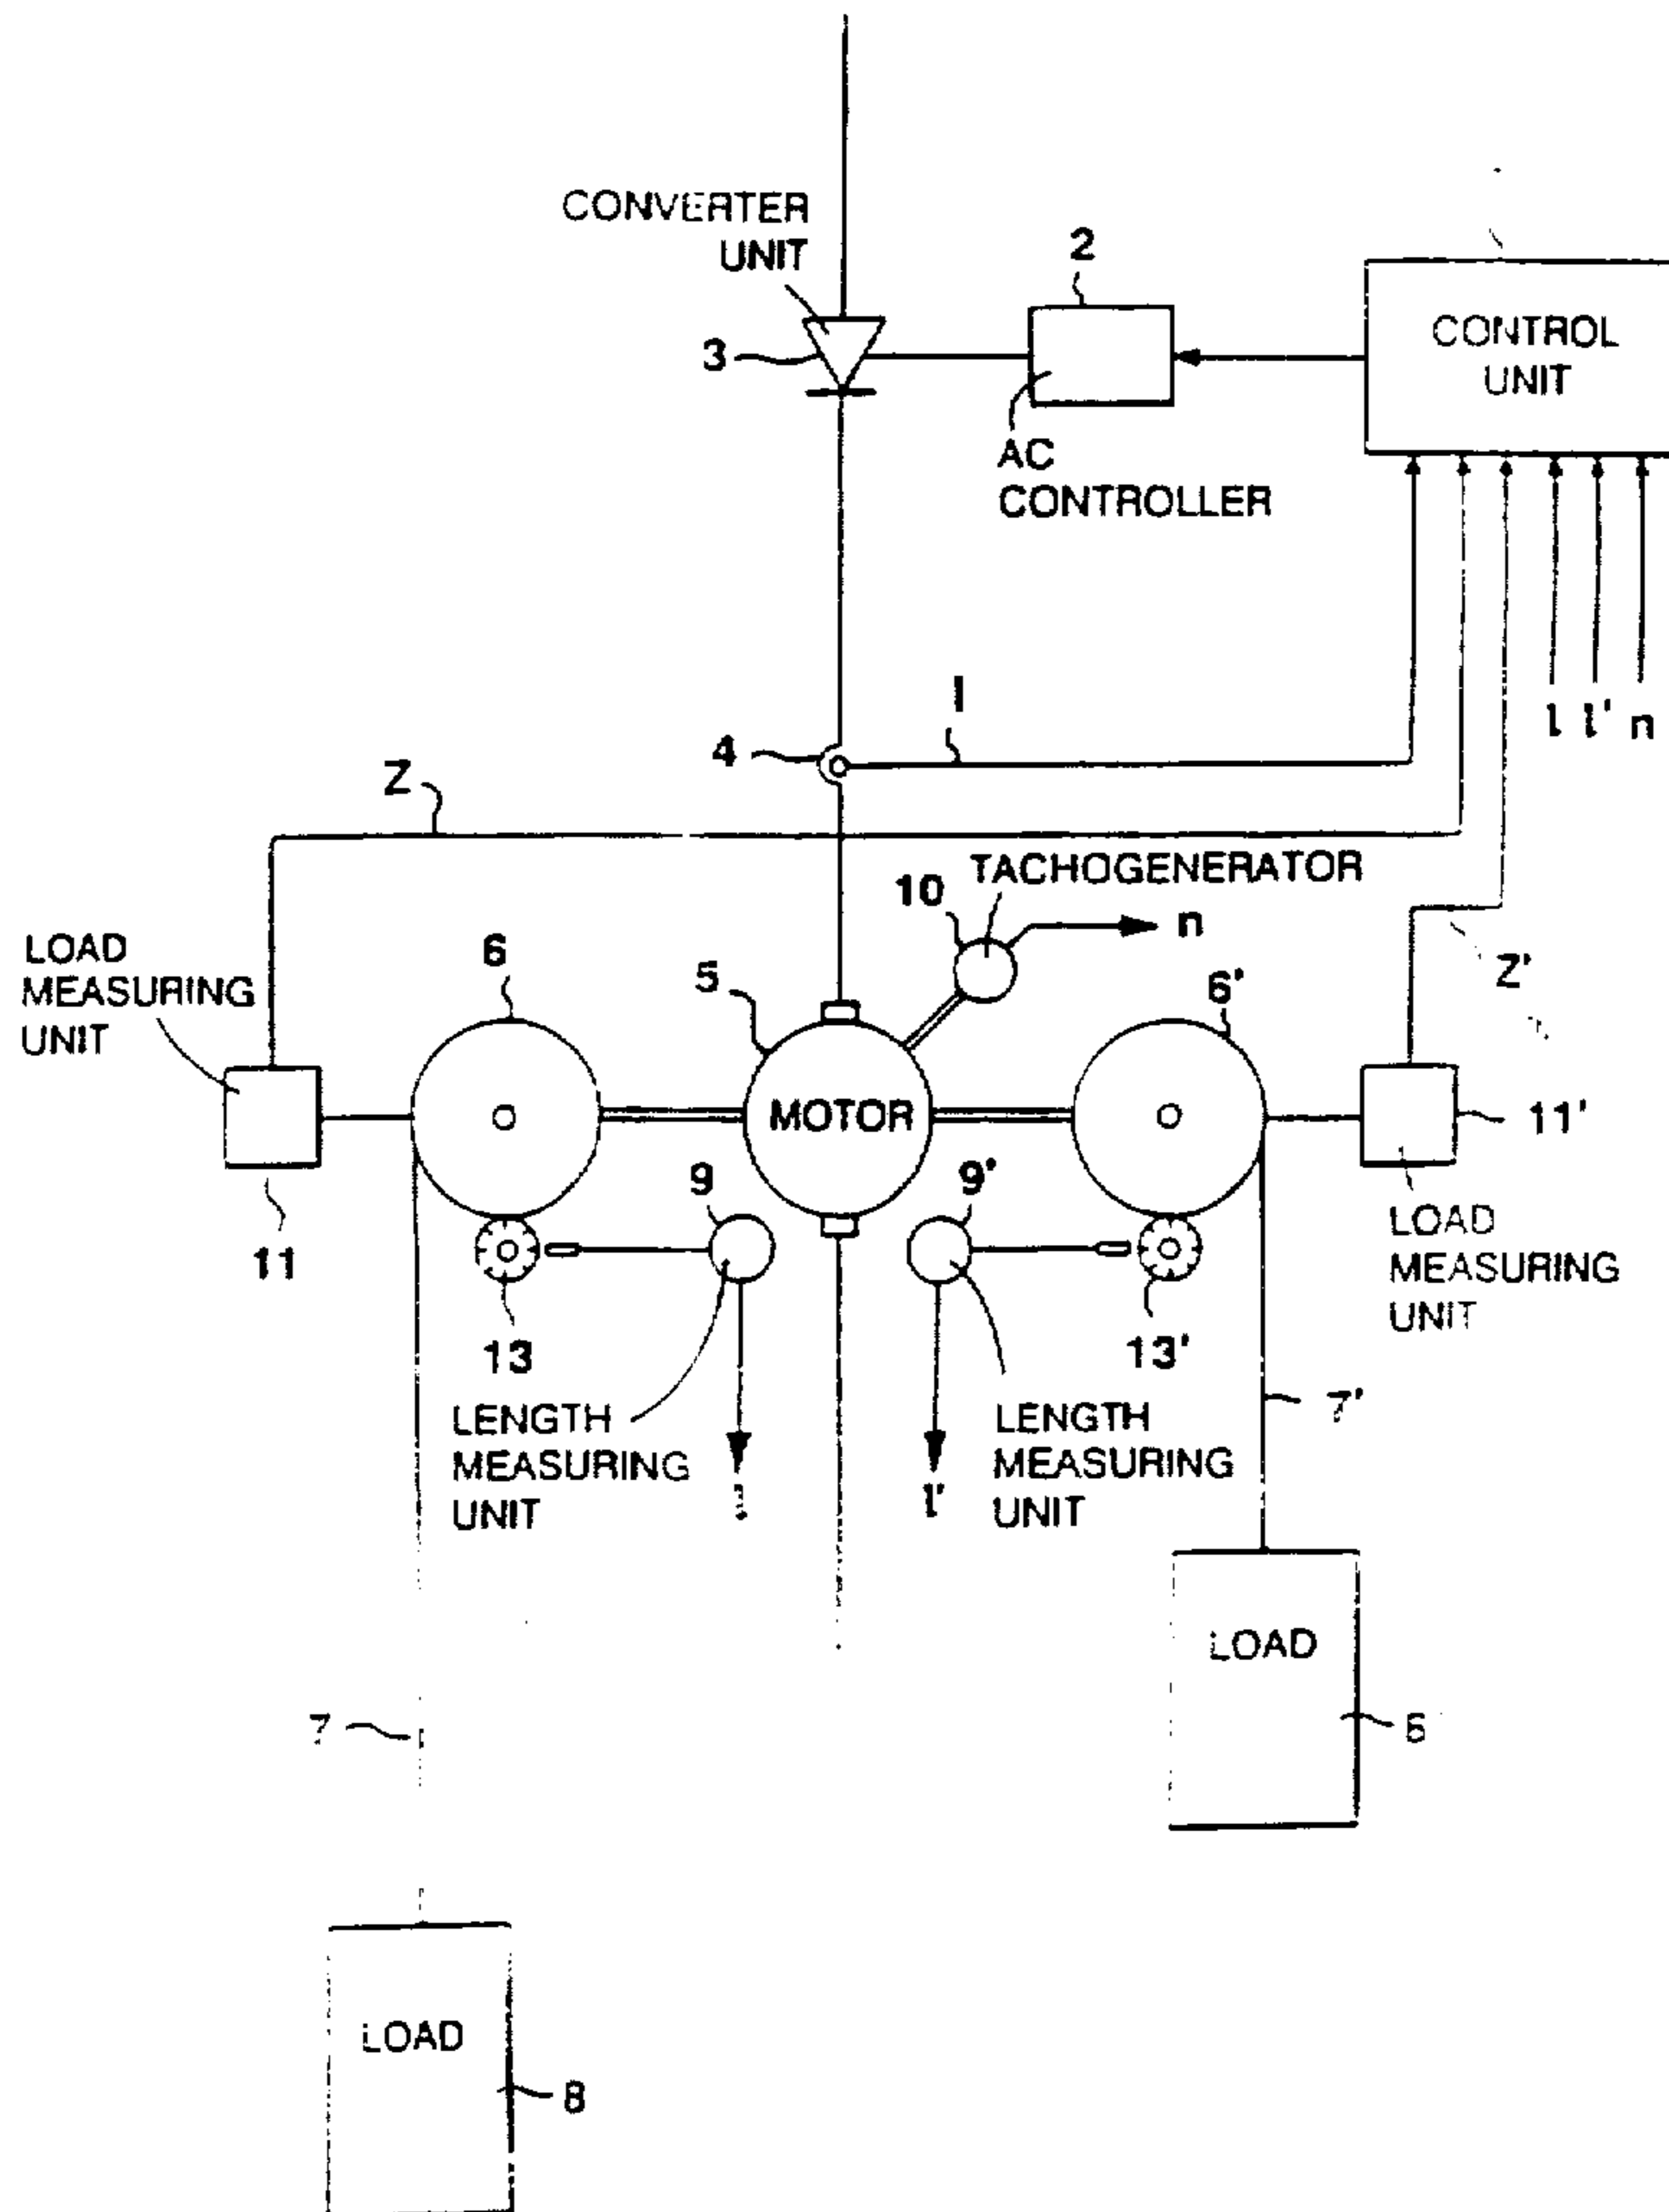 CONVERTER
UNIT
2
3
CONTROL
UNIT
AC
CONTROLLER
I
l l' n
4
Z
TACHOGENERATOR
10
n
LOAD
MEASURING
UNIT
6
5
6'
Z'
MOTOR
11'
9
9'
11
LOAD
MEASURING
UNIT
13
13'
7'
LENGTH
MEASURING
UNIT
LENGTH
MEASURING
UNIT
l'
LOAD
7
LOAD
8